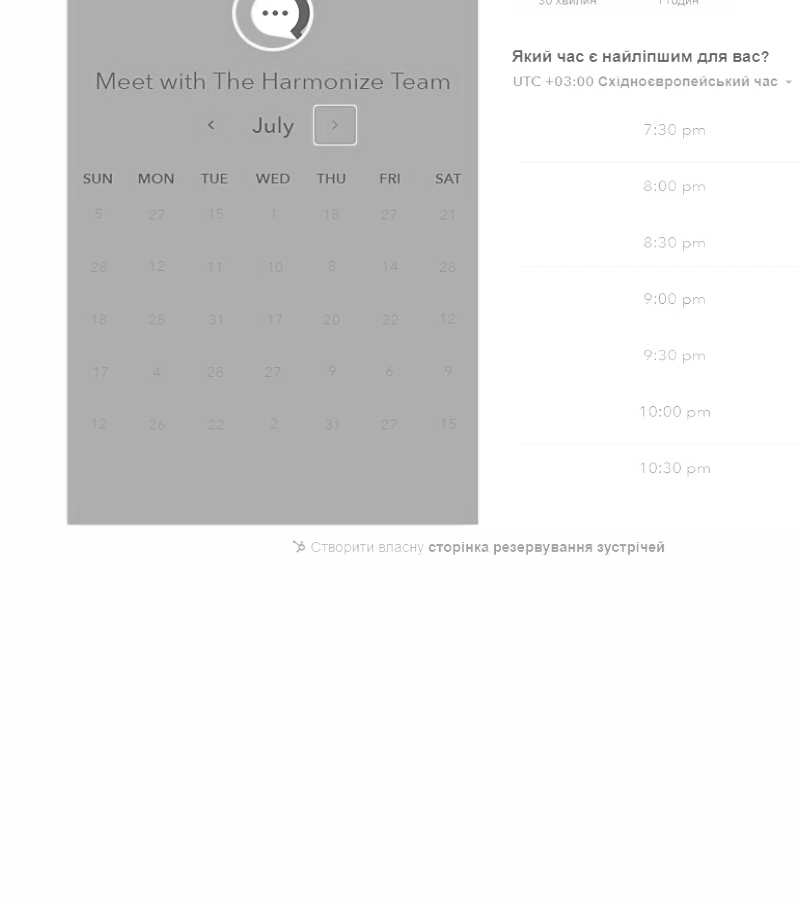 30 хвилин 1 годин
Meet with The Harmonize Team
July
SUN MON TUE WED THU FRI SAT
5 27 15 1 18 27 21
28 12 11 10 8 14 28
18 25 31 17 20 22 12
17 4 28 27 9 6 9
12 26 22 2 31 27 15
Який час є найліпшим для вас?
UTC +03:00 Східноєвропейський час
7:30 pm
8:00 pm
8:30 pm
9:00 pm
9:30 pm
10:00 pm
10:30 pm
Створити власну сторінка резервування зустрічей